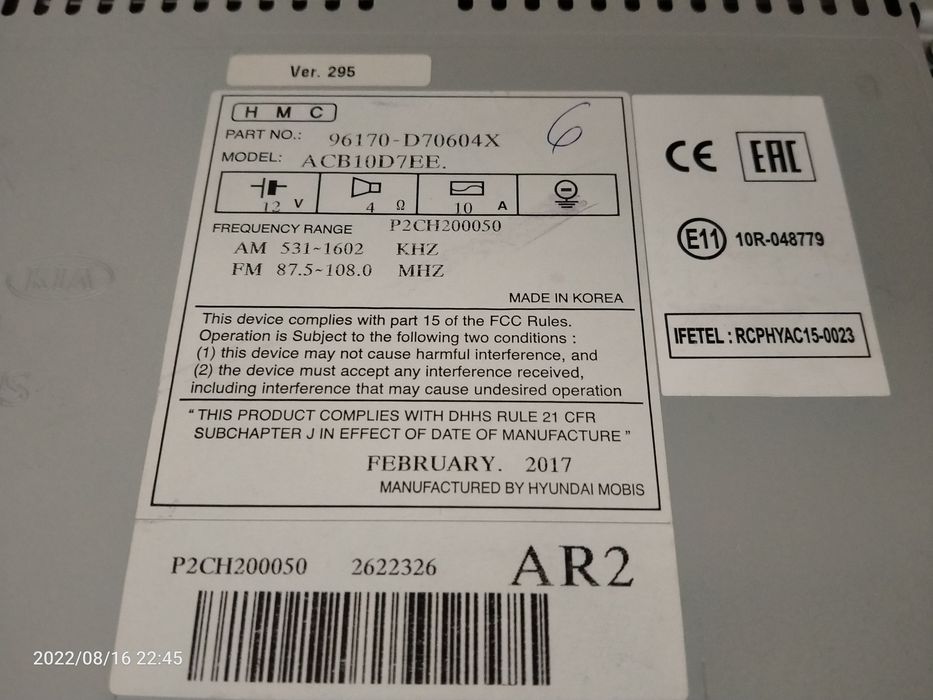 Ver. 295
HMC
PART NO.: 96170-D70604X
6
MODEL: ACB10D7EE.
12 V
4 Ω
10 A
FREQUENCY RANGE P2CH200050
AM 531~1602 KHZ
FM 87.5~108.0 MHZ
MADE IN KOREA
This device complies with part 15 of the FCC Rules.
Operation is Subject to the following two conditions :
(1) this device may not cause harmful interference, and
(2) the device must accept any interference received,
including interference that may cause undesired operation
“ THIS PRODUCT COMPLIES WITH DHHS RULE 21 CFR
SUBCHAPTER J IN EFFECT OF DATE OF MANUFACTURE ”
FEBRUARY. 2017
MANUFACTURED BY HYUNDAI MOBIS
P2CH200050 2622326 AR2
CE EAC
E11 10R-048779
IFETEL : RCPHYAC15-0023
2022/08/16 22:45